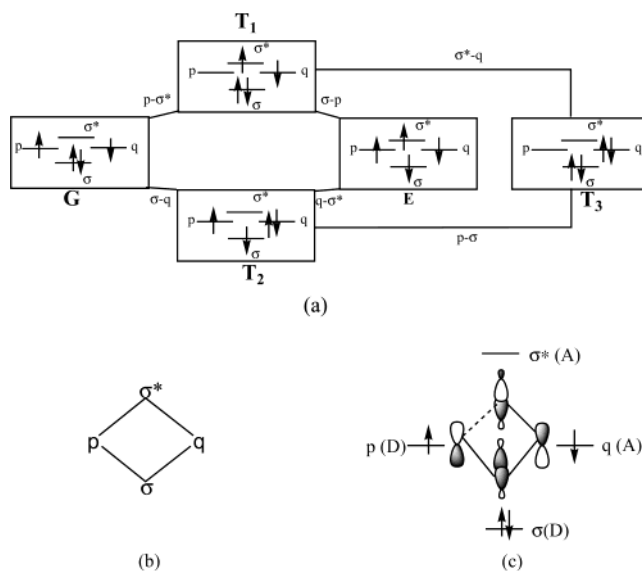 T1
σ*
p
q
σ
p-σ*
σ-p
σ*-q
σ*
p
q
σ
G
σ*
p
q
σ
E
σ*
p
q
σ
T3
σ-q
q-σ*
σ*
p
q
σ
T2
p-σ
(a)
σ*
p
q
σ
(b)
σ* (A)
p (D)
q (A)
σ(D)
(c)